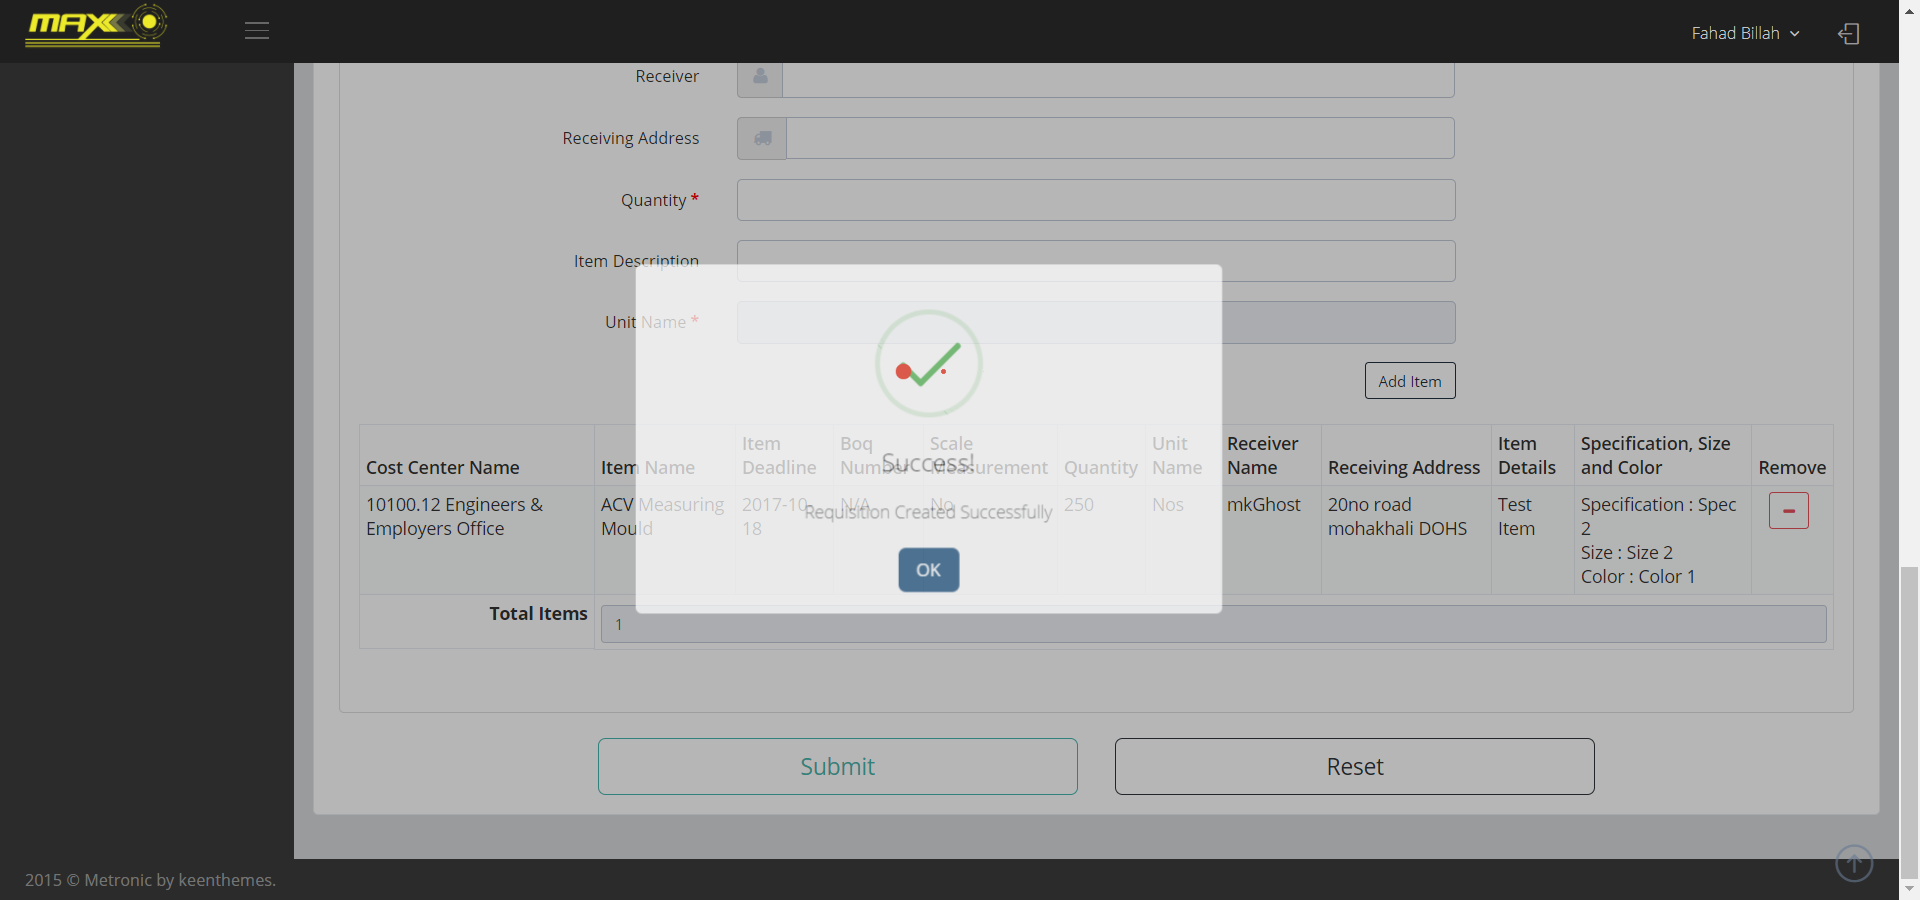 MAX
Fahad Billah
Receiver
Receiving Address
Quantity *
Item Description
Unit Name *
Add Item
Cost Center Name
Item Name
Item
Deadline
Boq
Number
Scale
Measurement
Quantity
Unit
Name
Receiver
Name
Receiving Address
Item
Details
Specification, Size
and Color
Remove
10100.12 Engineers &
Employers Office
ACV Measuring
Mould
2017-10-
18
N/A
No
250
Nos
mkGhost
20no road
mohakhali DOHS
Test
Item
Specification : Spec
2
Size : Size 2
Color : Color 1
Success!
Requisition Created Successfully
OK
Total Items
1
Submit
Reset
2015 © Metronic by keenthemes.